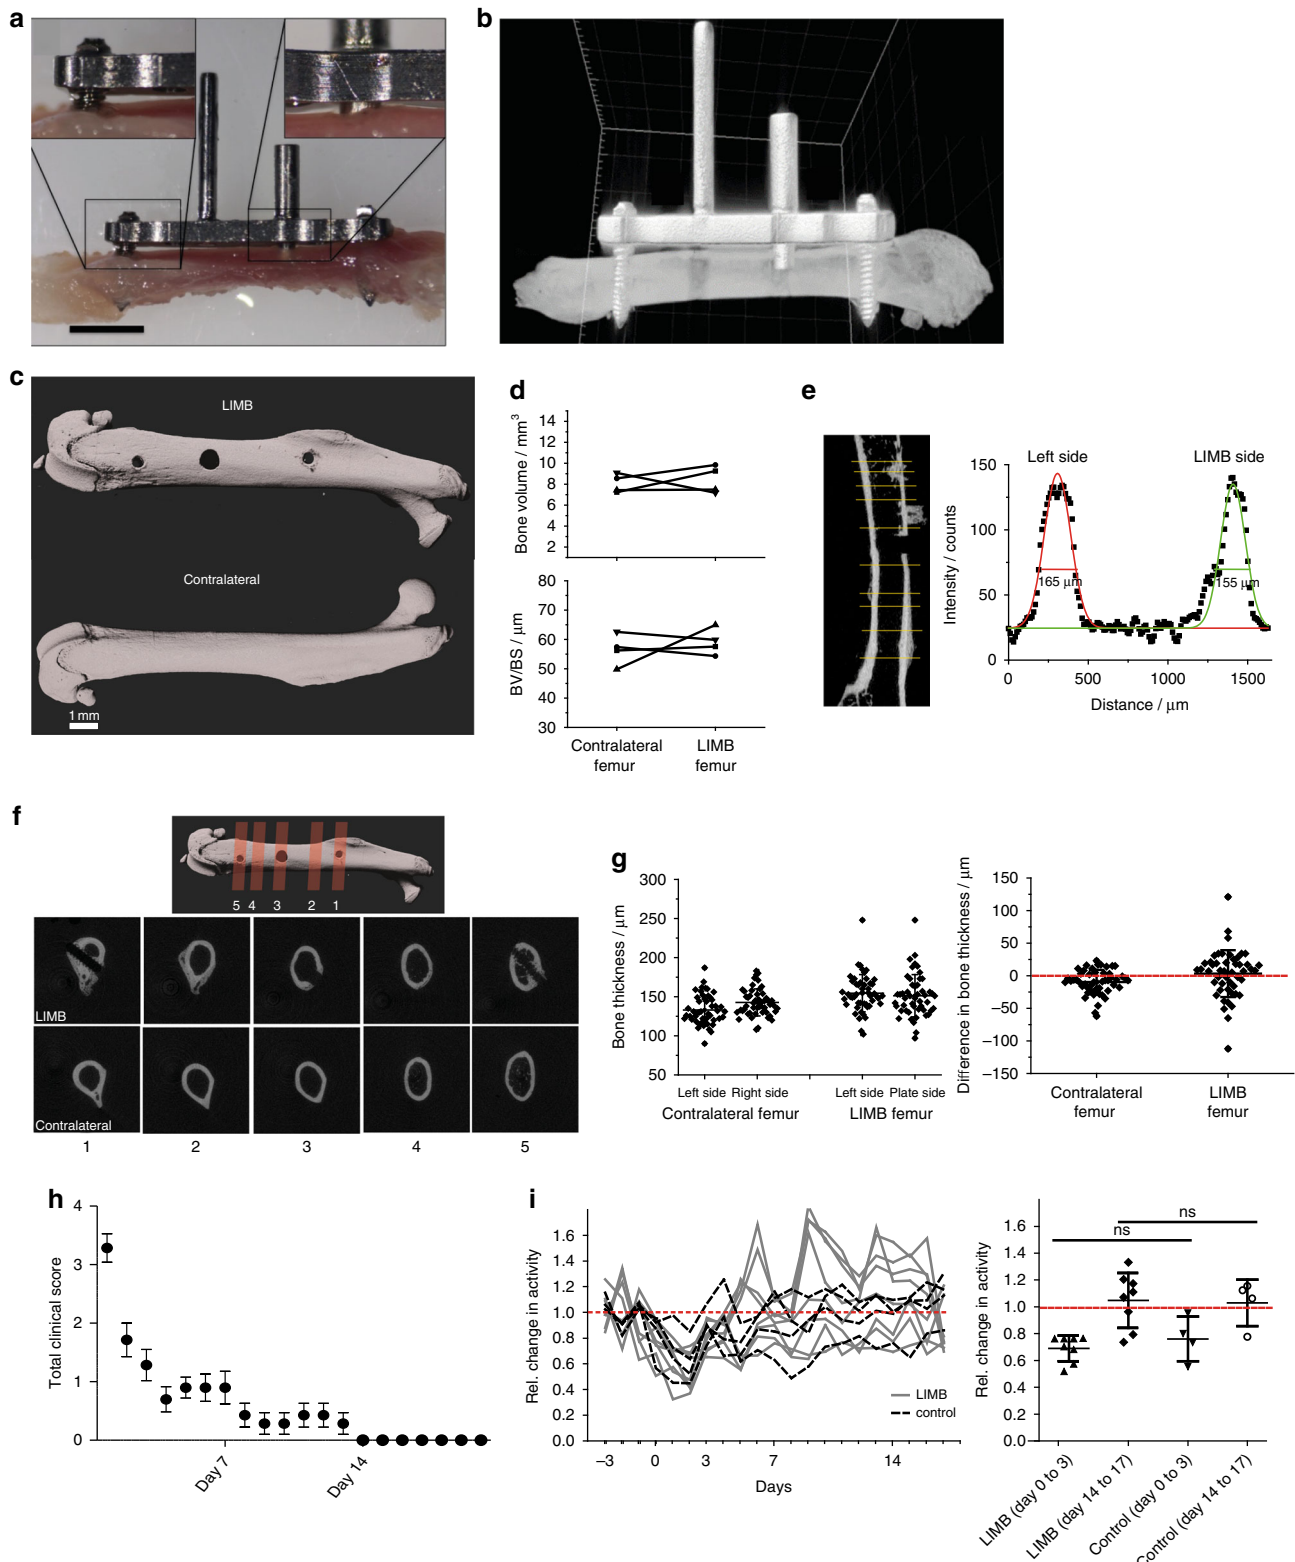 a
b
c
LIMB
Contralateral
1 mm
d
Bone volume / mm³
14
12
10
8
6
4
2
BV/BS / μm
80
70
60
50
40
30
Contralateral
femur
LIMB
femur
e
Intensity / counts
150
100
50
0
Left side
LIMB side
165 μm
155 μm
0
500
1000
1500
Distance / μm
f
5 4 3 2 1
LIMB
Contralateral
1 2 3 4 5
g
Bone thickness / μm
300
250
200
150
100
50
Left side Right side
Contralateral femur
Left side Plate side
LIMB femur
Difference in bone thickness / μm
150
100
50
0
−50
−100
−150
Contralateral
femur
LIMB
femur
h
Total clinical score
4
3
2
1
0
Day 7
Day 14
i
Rel. change in activity
1.6
1.4
1.2
1.0
0.8
0.6
0.4
0.2
0.0
LIMB
control
−3 0 3 7 14
Days
Rel. change in activity
1.6
1.4
1.2
1.0
0.8
0.6
0.4
0.2
0.0
ns
ns
LIMB (day 0 to 3)
LIMB (day 14 to 17)
Control (day 0 to 3)
Control (day 14 to 17)